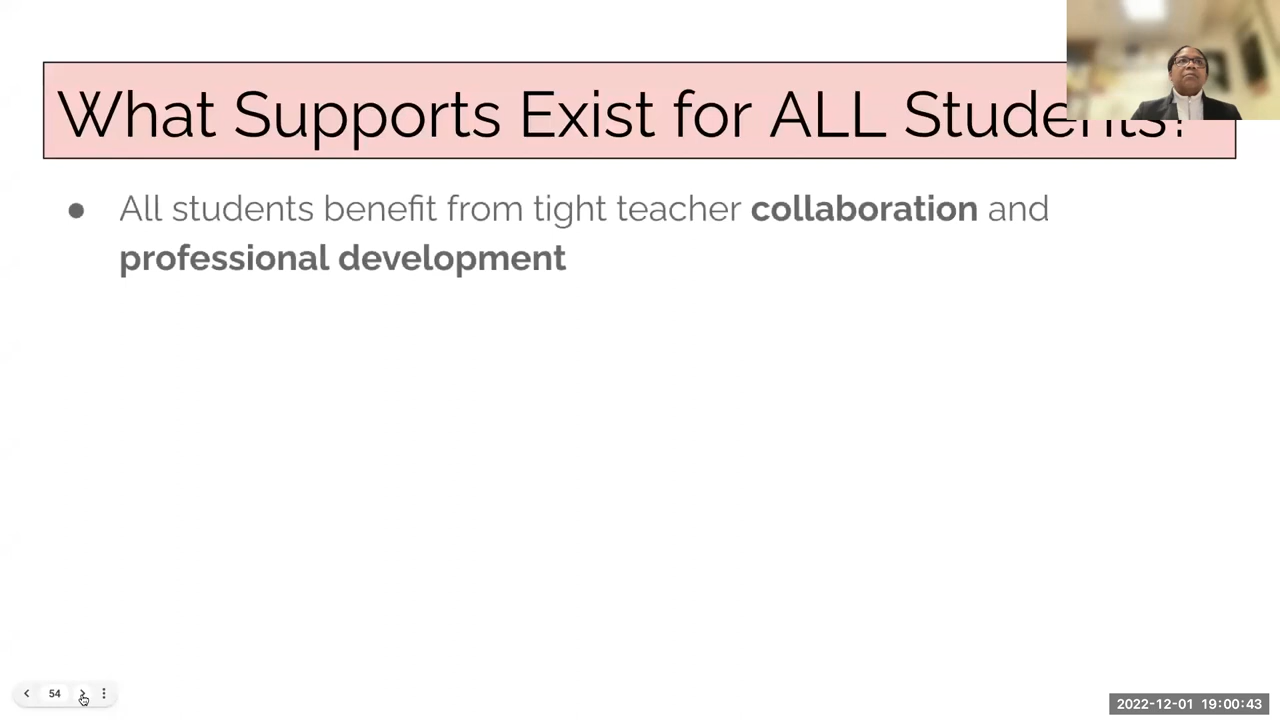 What Supports Exist for ALL Students?
● All students benefit from tight teacher collaboration and
professional development
54
2022-12-01 19:00:43